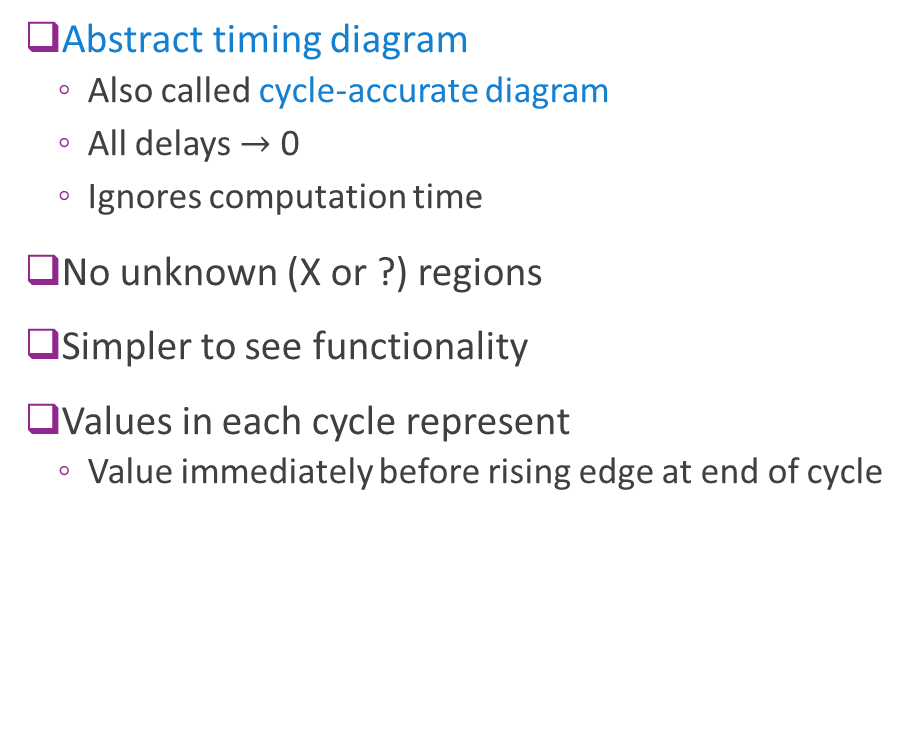 ❑Abstract timing diagram
◦ Also called cycle-accurate diagram
◦ All delays → 0
◦ Ignores computation time
❑No unknown (X or ?) regions
❑Simpler to see functionality
❑Values in each cycle represent
◦ Value immediately before rising edge at end of cycle